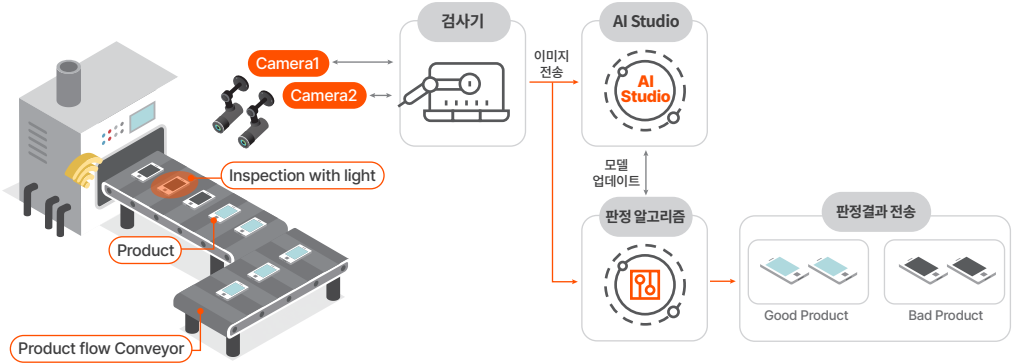 검사기
AI Studio
Camera1
Camera2
이미지
전송
AI
Studio
Inspection with light
모델
업데이트
판정 알고리즘
판정결과 전송
Product
Good Product
Bad Product
Product flow Conveyor